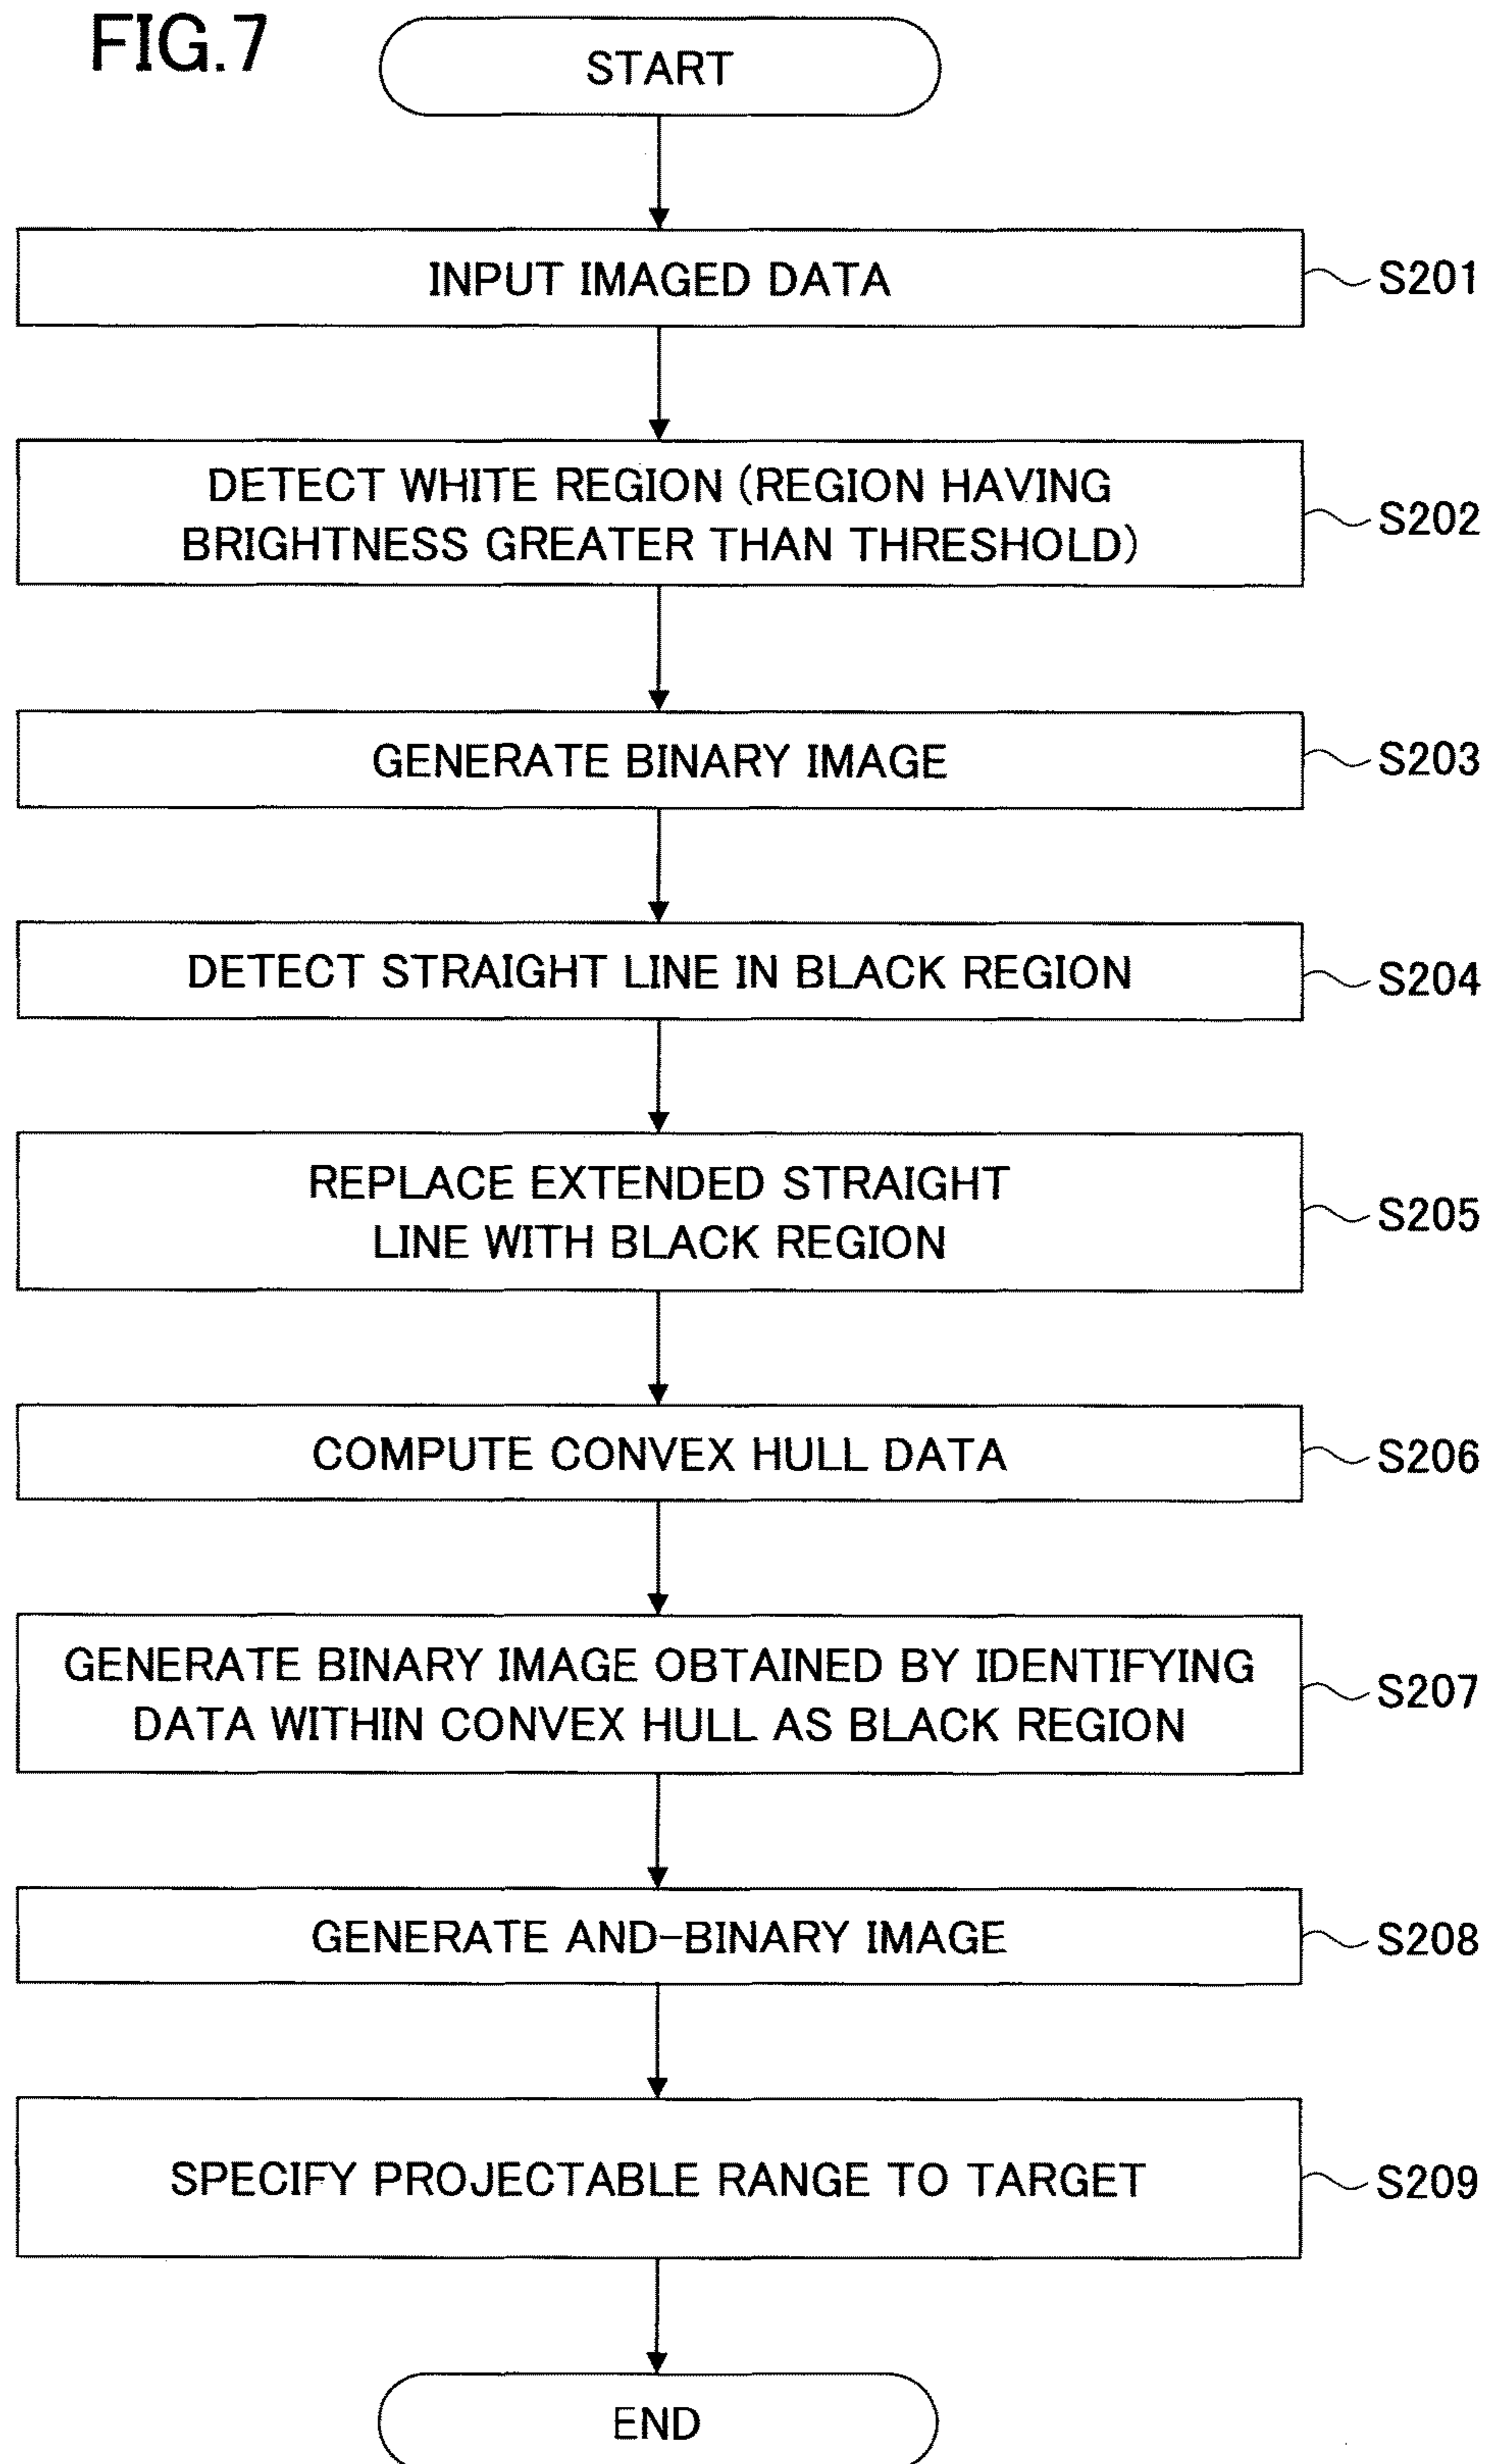 FIG.7
START
INPUT IMAGED DATA
S201
DETECT WHITE REGION (REGION HAVING
BRIGHTNESS GREATER THAN THRESHOLD)
S202
GENERATE BINARY IMAGE
S203
DETECT STRAIGHT LINE IN BLACK REGION
S204
REPLACE EXTENDED STRAIGHT
LINE WITH BLACK REGION
S205
COMPUTE CONVEX HULL DATA
S206
GENERATE BINARY IMAGE OBTAINED BY IDENTIFYING
DATA WITHIN CONVEX HULL AS BLACK REGION
S207
GENERATE AND-BINARY IMAGE
S208
SPECIFY PROJECTABLE RANGE TO TARGET
S209
END